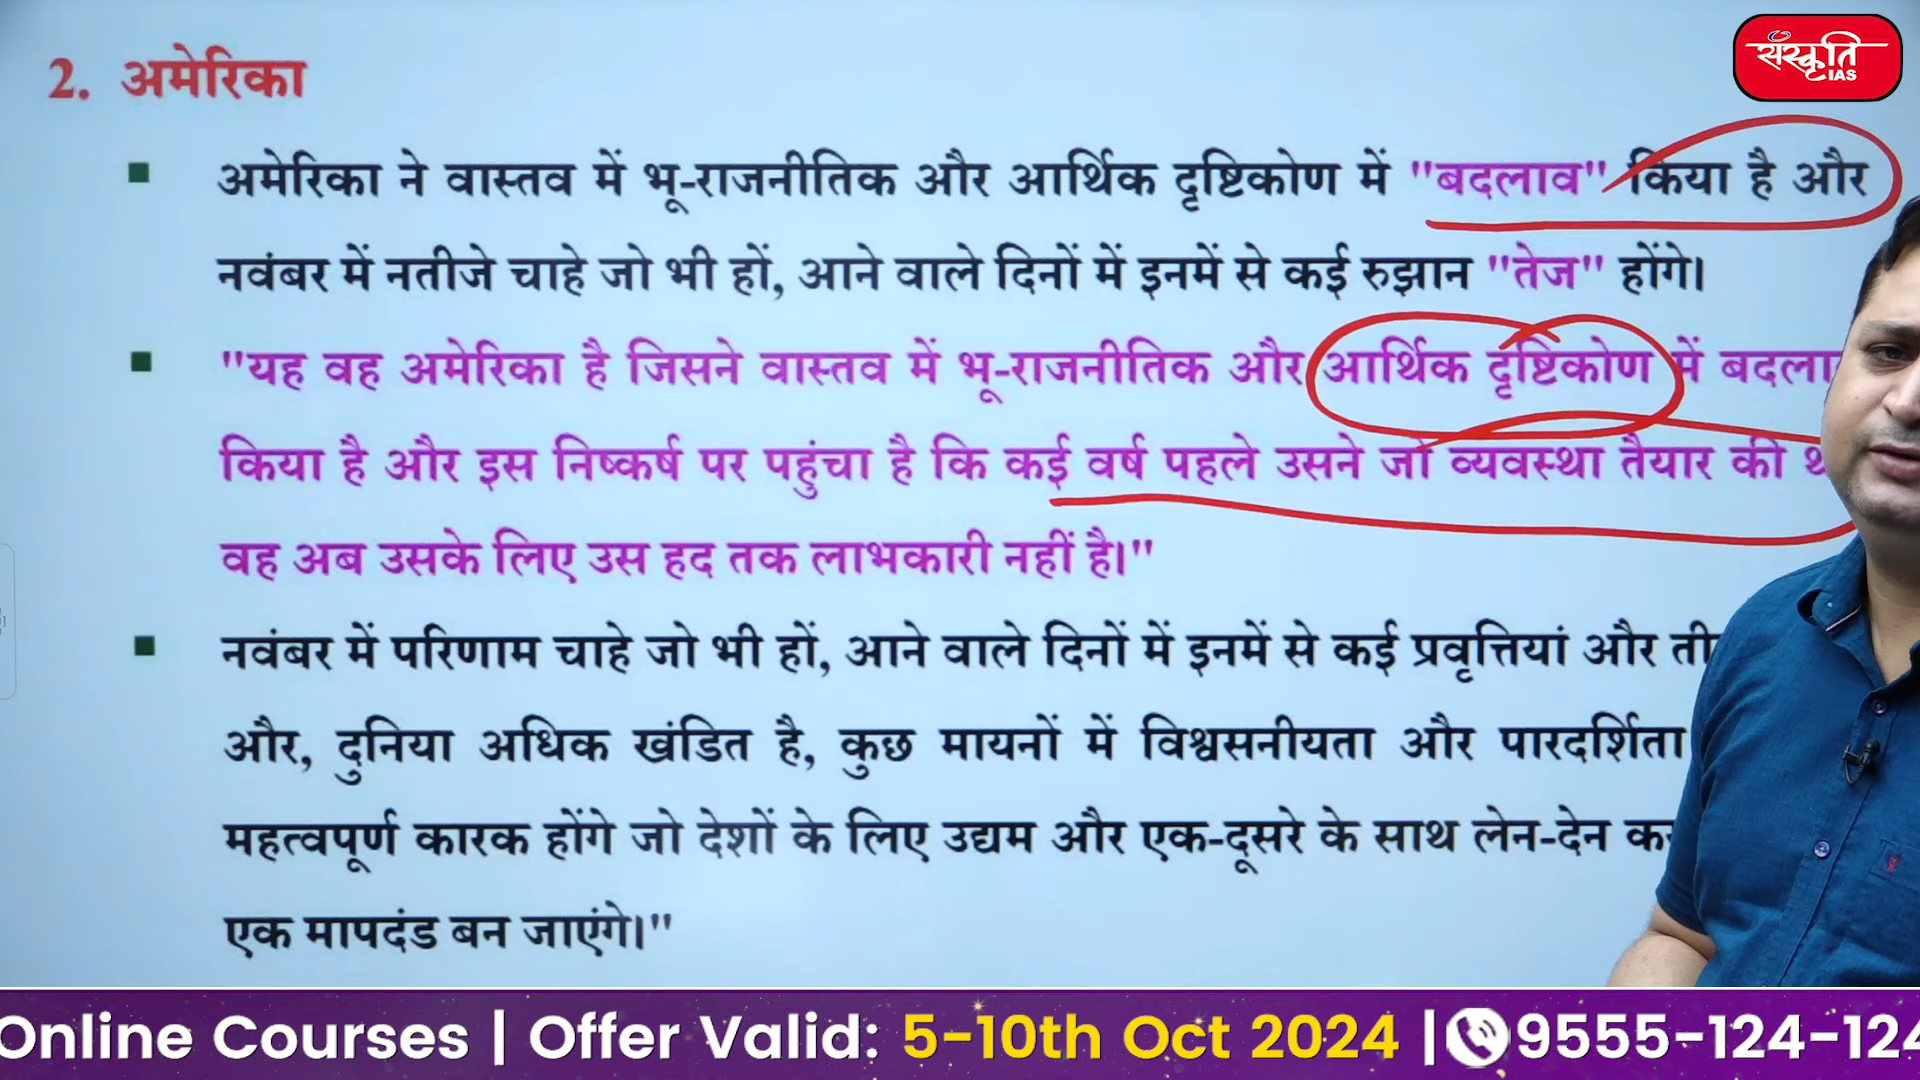 संस्कृति
IAS
2. अमेरिका
अमेरिका ने वास्तव में भू-राजनीतिक और आर्थिक दृष्टिकोण में "बदलाव" किया है और
नवंबर में नतीजे चाहे जो भी हों, आने वाले दिनों में इनमें से कई रुझान "तेज" होंगे।
"यह वह अमेरिका है जिसने वास्तव में भू-राजनीतिक और आर्थिक दृष्टिकोण में
किया है और इस निष्कर्ष पर पहुंचा है कि कई वर्ष पहले उसने जो व्यवस्था तैयार की
वह अब उसके लिए उस हद तक लाभकारी नहीं है।"
नवंबर में परिणाम चाहे जो भी हों, आने वाले दिनों में इनमें से कई प्रवृत्तियां और
और, दुनिया अधिक खंडित है, कुछ मायनों में विश्वसनीयता और पारदर्शिता
महत्वपूर्ण कारक होंगे जो देशों के लिए उद्यम और एक-दूसरे के साथ लेन-देन
एक मापदंड बन जाएंगे।"
Online Courses | Offer Valid: 5-10th Oct 2024 | 9555-124-124